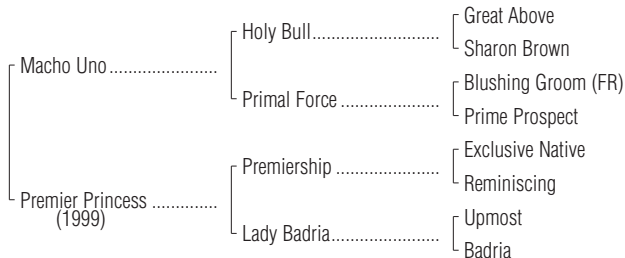 Great Above
Holy Bull
Sharon Brown
Macho Uno
Blushing Groom (FR)
Primal Force
Prime Prospect
Exclusive Native
Premiership
Reminiscing
Premier Princess
(1999)
Upmost
Lady Badria
Badria